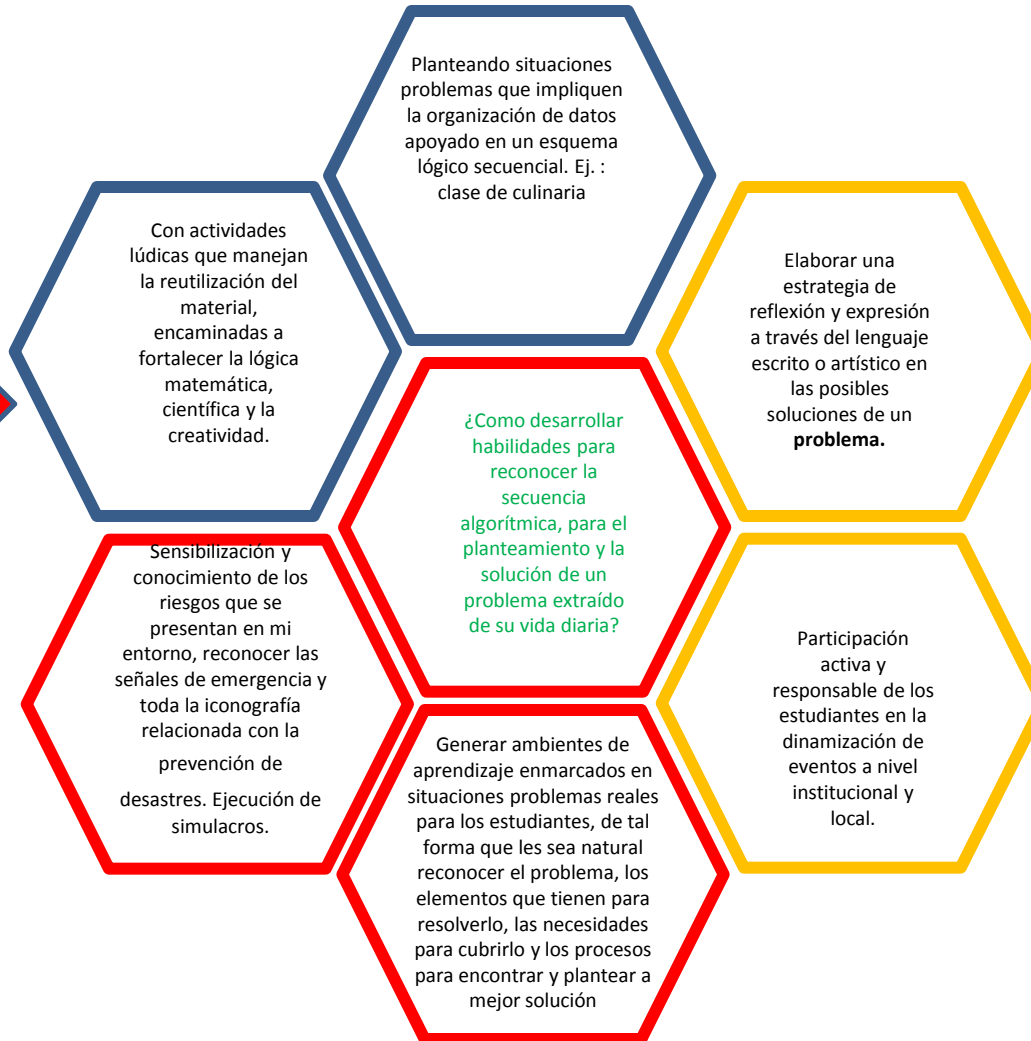 Planteando situaciones
problemas que impliquen
la organización de datos
apoyado en un esquema
lógico secuencial. Ej. :
clase de culinaria
Con actividades
lúdicas que manejan
la reutilización del
material,
encaminadas a
fortalecer la lógica
matemática,
científica y la
creatividad.
Elaborar una
estrategia de
reflexión y expresión
a través del lenguaje
escrito o artístico en
las posibles
soluciones de un
problema.
¿Como desarrollar
habilidades para
reconocer la
secuencia
algorítmica, para el
planteamiento y la
solución de un
problema extraído
de su vida diaria?
Sensibilización y
conocimiento de los
riesgos que se
presentan en mi
entorno, reconocer las
señales de emergencia y
toda la iconografía
relacionada con la
prevención de
desastres. Ejecución de
simulacros.
Participación
activa y
responsable de los
estudiantes en la
dinamización de
eventos a nivel
institucional y
local.
Generar ambientes de
aprendizaje enmarcados en
situaciones problemas reales
para los estudiantes, de tal
forma que les sea natural
reconocer el problema, los
elementos que tienen para
resolverlo, las necesidades
para cubrirlo y los procesos
para encontrar y plantear a
mejor solución